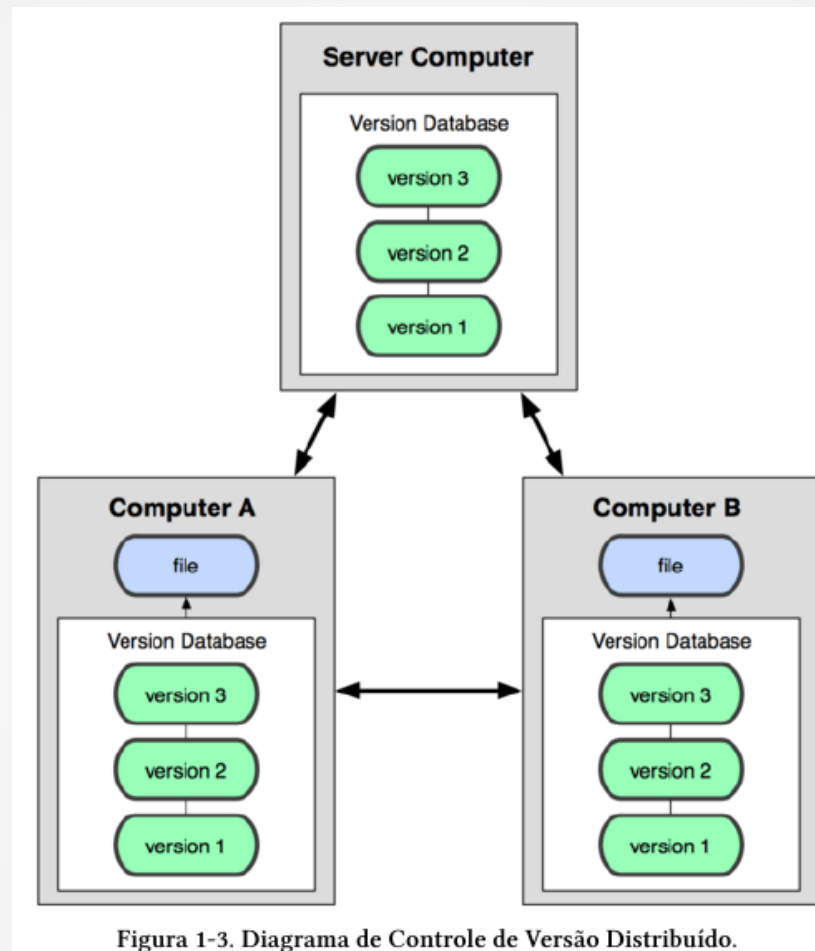 Server Computer
Version Database
version 3
version 2
version 1
Computer A
file
Version Database
version 3
version 2
version 1
Computer B
file
Version Database
version 3
version 2
version 1
Figura 1-3. Diagrama de Controle de Versão Distribuído.